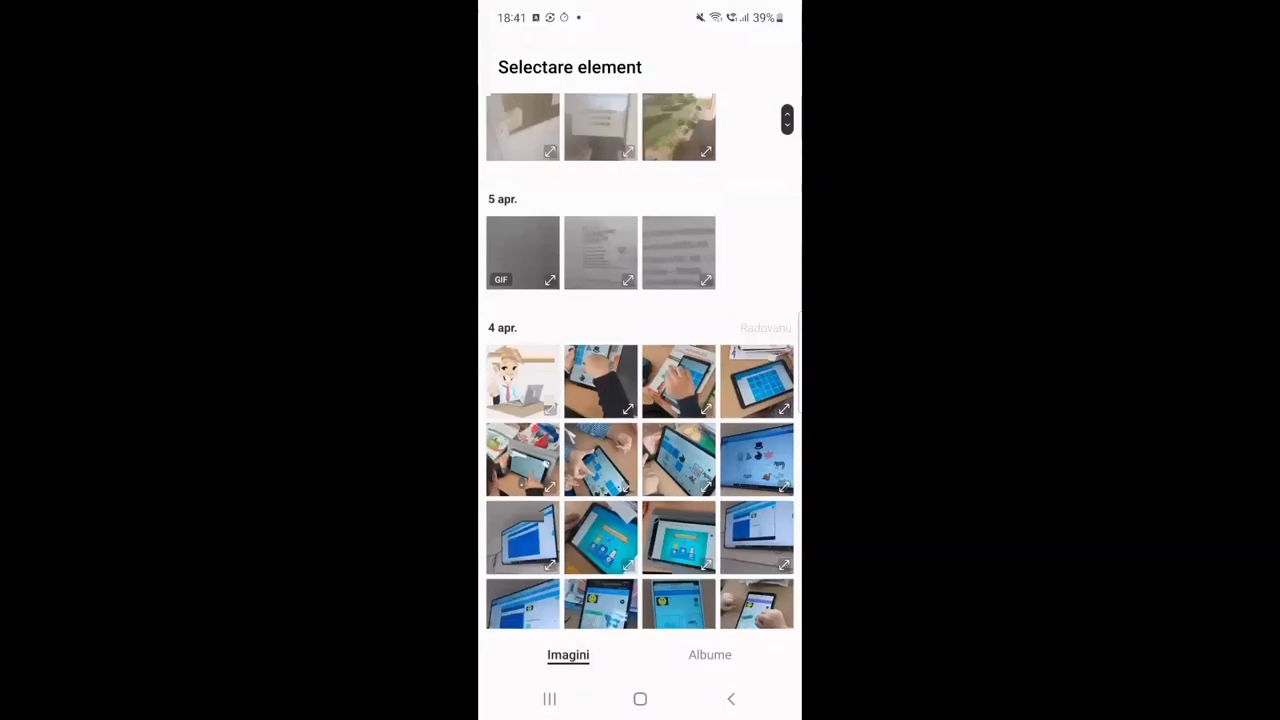 18:41
39%
Selectare element
5 apr.
GIF
4 apr.
Radovanu
Imagini
Albume